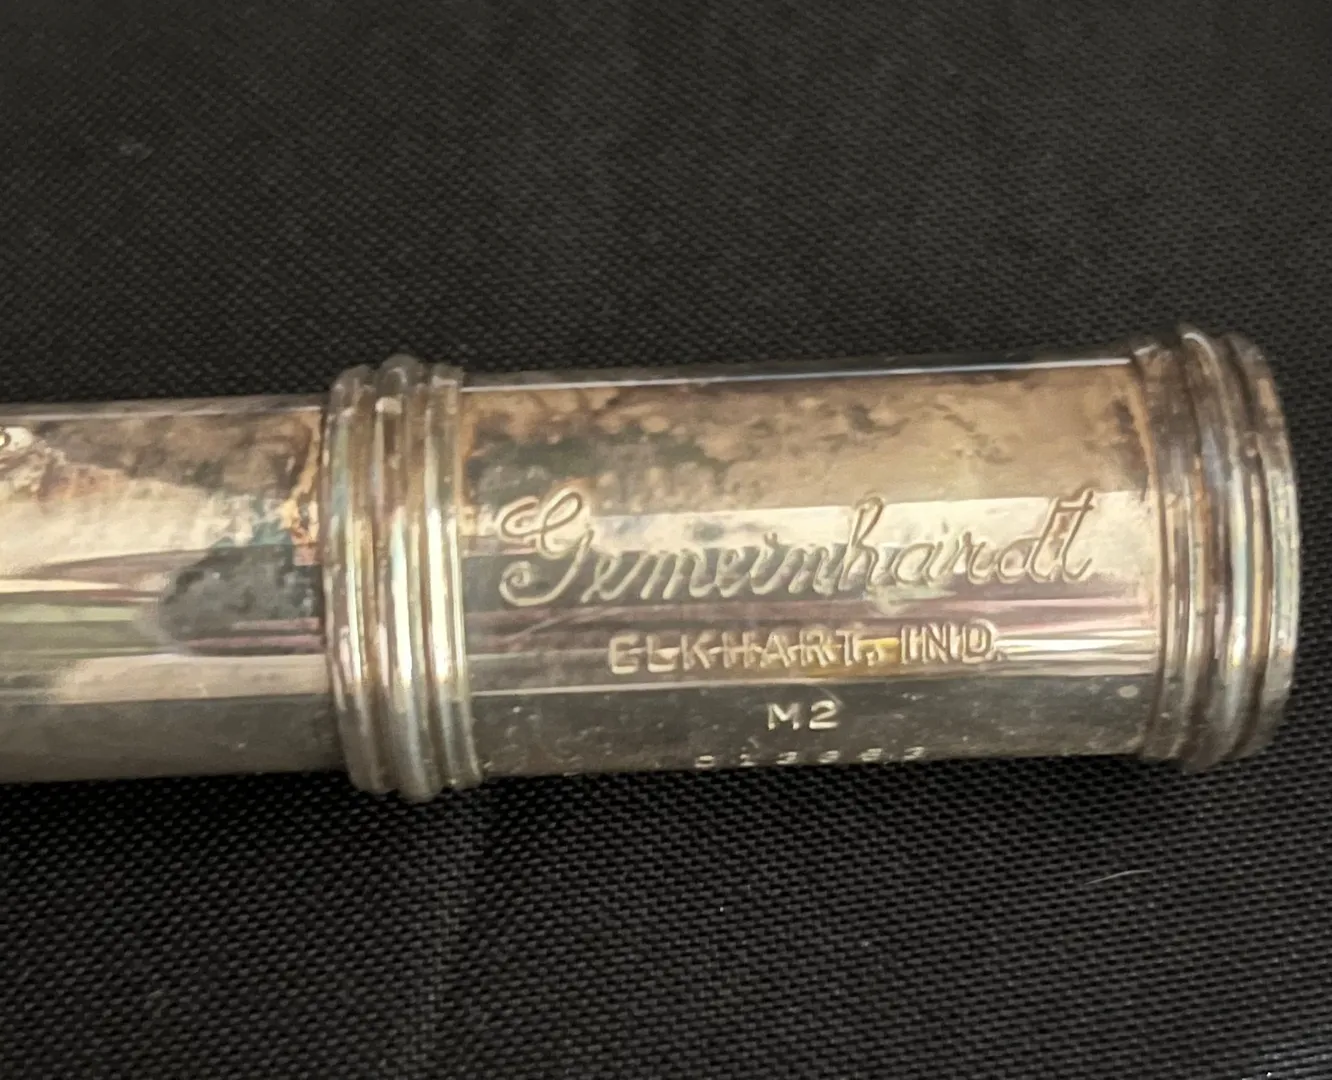 Gemeinhardt
ELKHART, IND.
M2